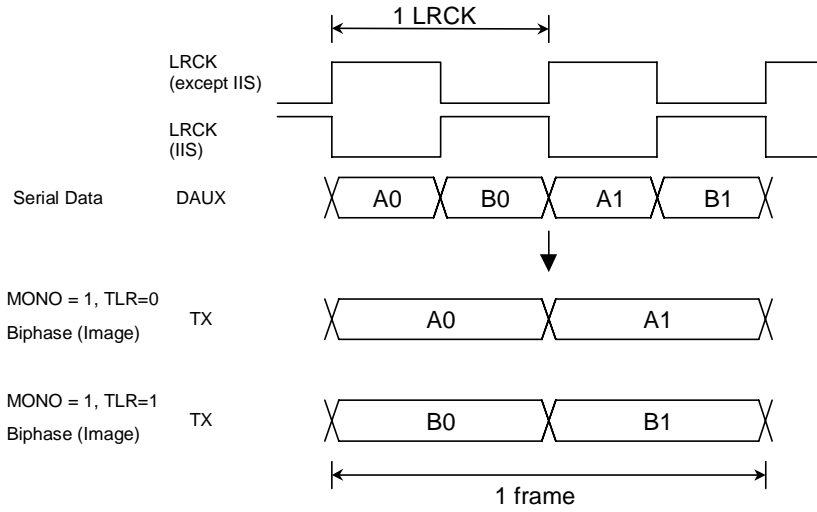 1 LRCK
LRCK
(except IIS)
LRCK
(IIS)
Serial Data DAUX A0 B0 A1 B1
MONO = 1, TLR=0
Biphase (Image)
TX A0 A1
MONO = 1, TLR=1
Biphase (Image)
TX B0 B1
1 frame